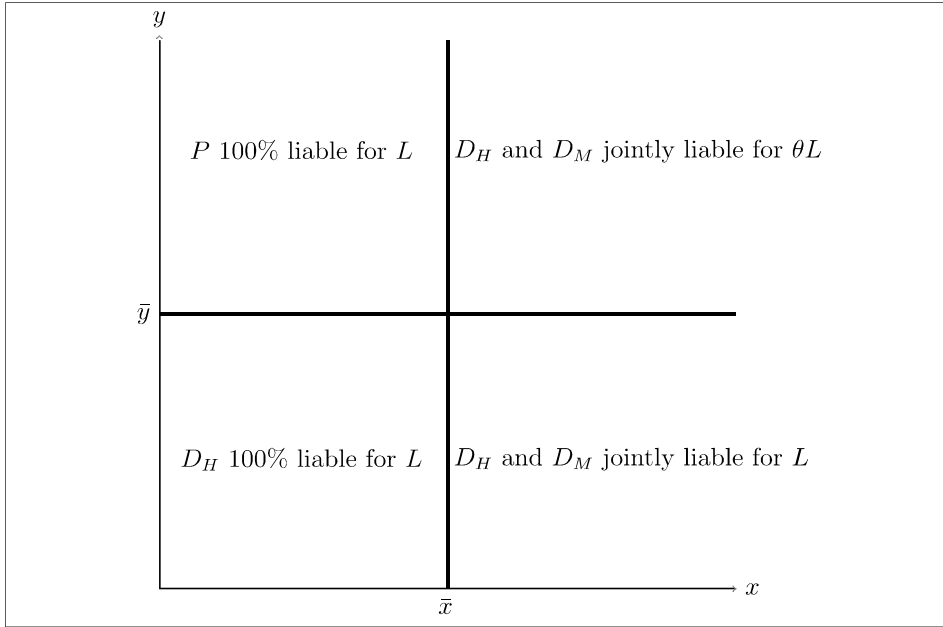 y
P 100% liable for L
D_H and D_M jointly liable for θL
ȳ
D_H 100% liable for L
D_H and D_M jointly liable for L
x
x̄